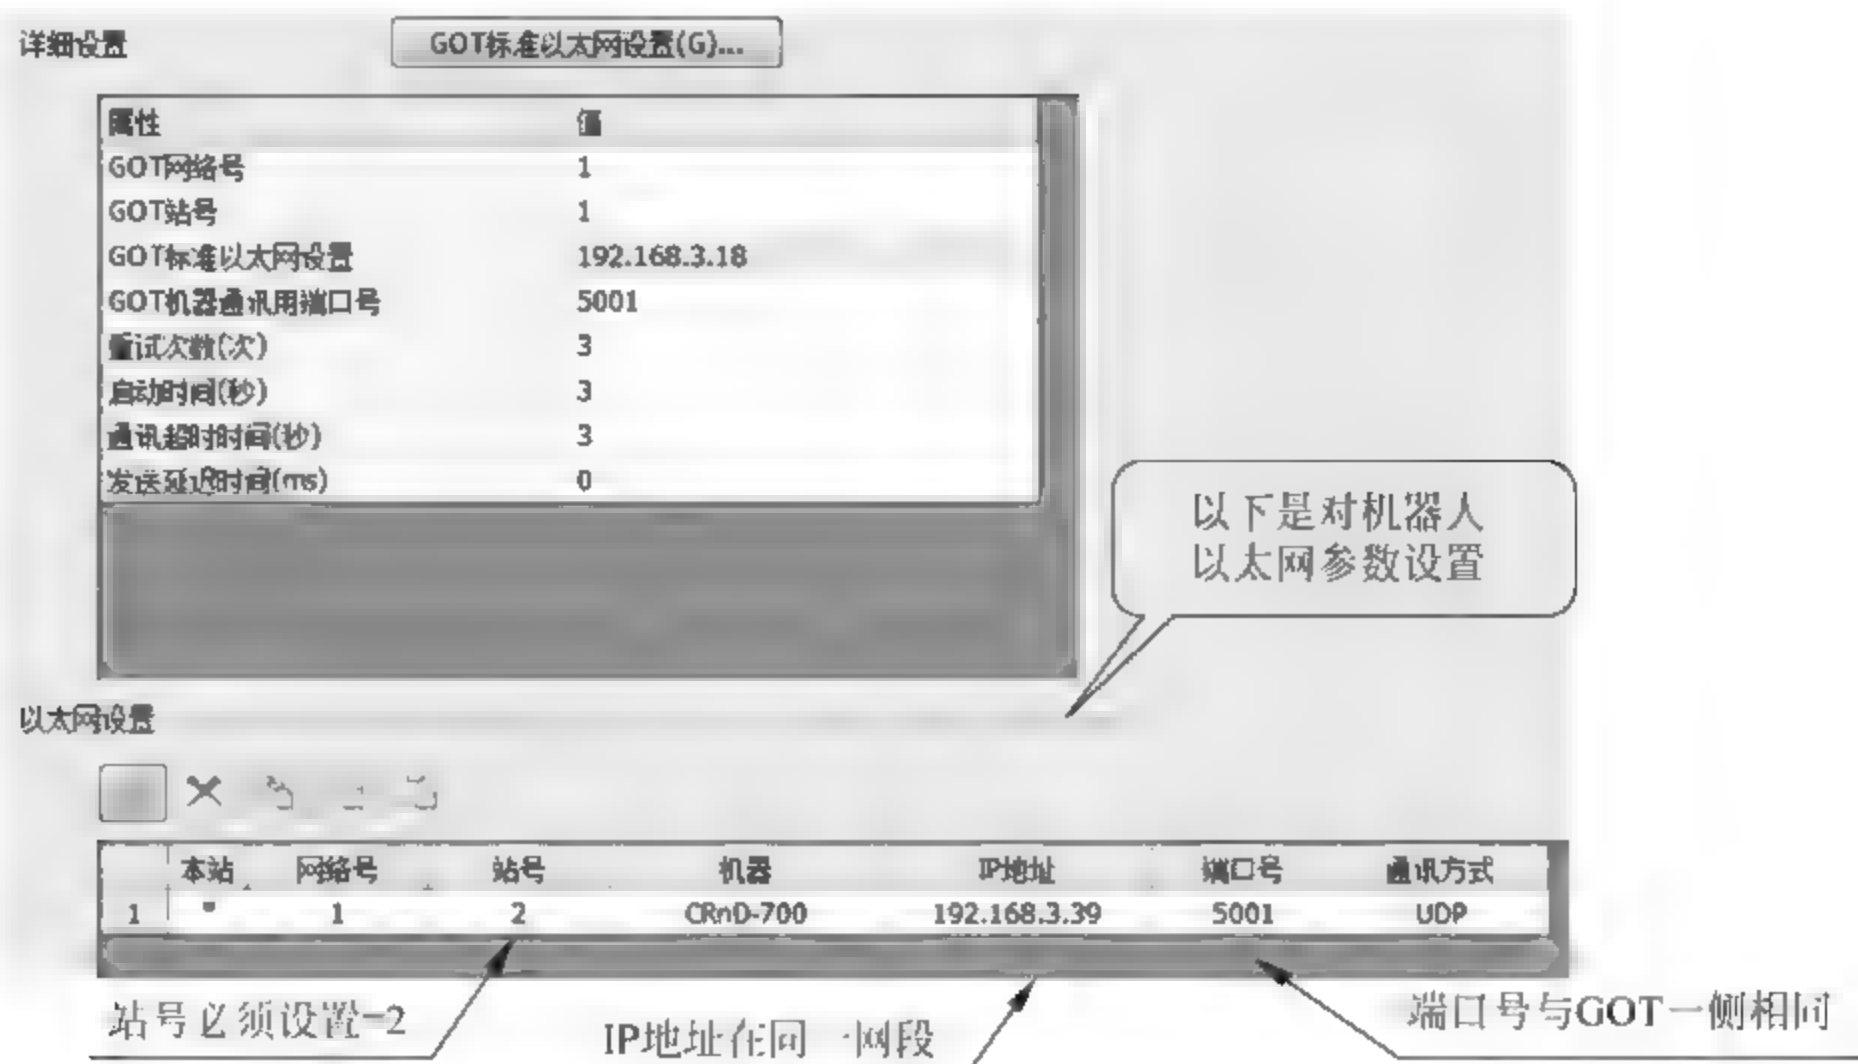 详细设置 GOT标准以太网设置(G)...
属性 值
GOT网络号 1
GOT站号 1
GOT标准以太网设置 192.168.3.18
GOT机器通讯用端口号 5001
重试次数(次) 3
启动时间(秒) 3
通讯超时时间(秒) 3
发送延迟时间(ms) 0
以下是对机器人
以太网参数设置
以太网设置
本站 网络号 站号 机器 IP地址 端口号 通讯方式
1 * 1 2 CRnD-700 192.168.3.39 5001 UDP
站号必须设置=2
IP地址在同一网段
端口号与GOT一侧相同